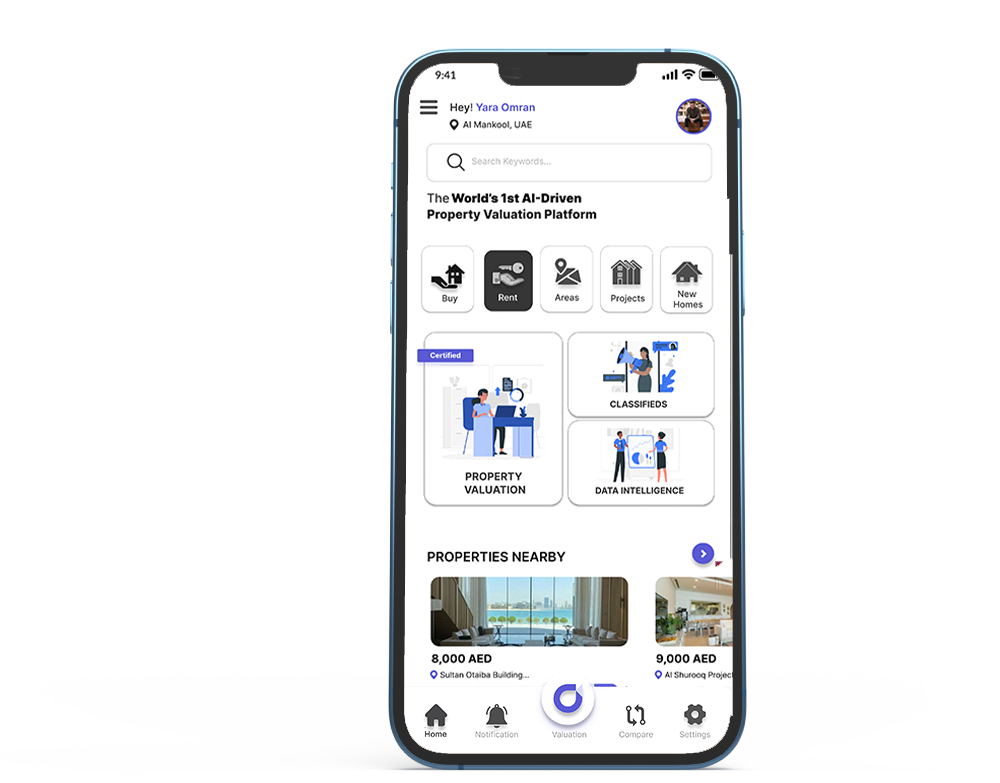 9:41
Hey! Yara Omran
Al Mankool, UAE
Search Keywords...
The World's 1st AI-Driven
Property Valuation Platform
Buy
Rent
Areas
Projects
New
Homes
Certified
PROPERTY
VALUATION
CLASSIFIEDS
DATA INTELLIGENCE
PROPERTIES NEARBY
8,000 AED
Sultan Otaiba Building...
9,000 AED
Al Shurooq Project
Home
Notification
Valuation
Compare
Settings